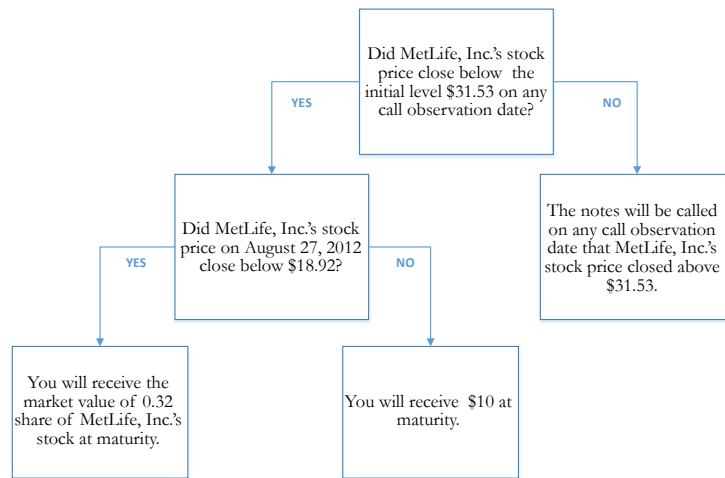 Did MetLife, Inc.'s stock
price close below the
initial level $31.53 on any
call observation date?
YES
NO
Did MetLife, Inc.'s stock
price on August 27, 2012
close below $18.92?
The notes will be called
on any call observation
date that MetLife, Inc.'s
stock price closed above
$31.53.
YES
NO
You will receive the
market value of 0.32
share of MetLife, Inc.'s
stock at maturity.
You will receive $10 at
maturity.